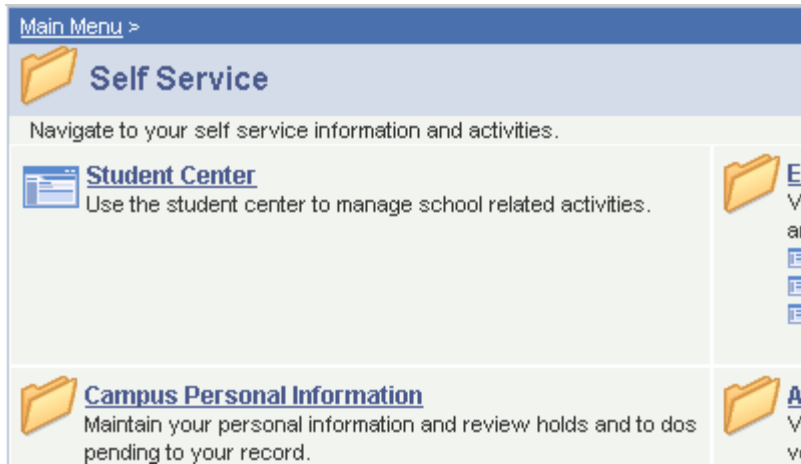 Main Menu >
Self Service
Navigate to your self service information and activities.
Student Center
Use the student center to manage school related activities.
Campus Personal Information
Maintain your personal information and review holds and to dos
pending to your record.